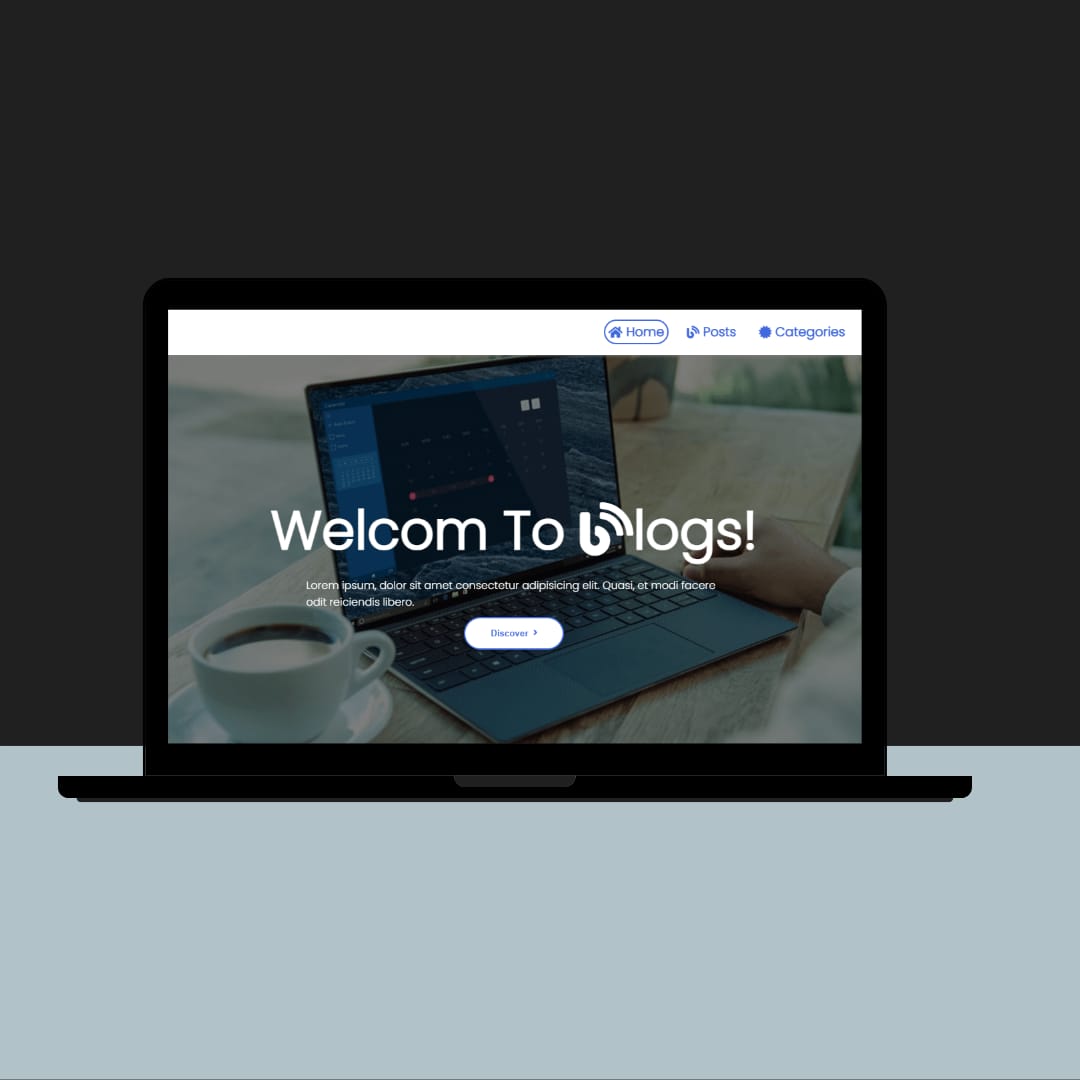 Home Posts Categories
Welcom To blogs!
Lorem ipsum, dolor sit amet consectetur adipisicing elit. Quasi, et modi facere
odit reiciendis libero.
Discover